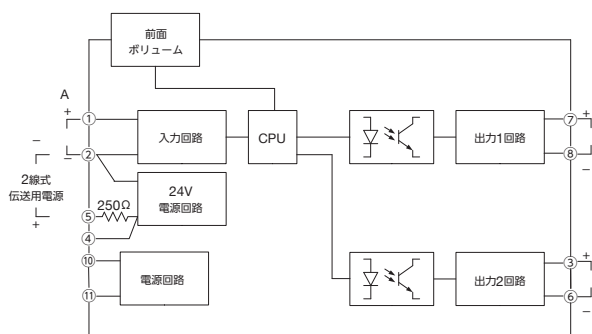 前面
ボリューム
A
+
①
⑦
+
入力回路
CPU
出力1回路
−
②
−
⑧
−
2線式
伝送用電源
24V
電源回路
250Ω
⑤
+
④
⑩
電源回路
⑪
③
+
出力2回路
⑥
−